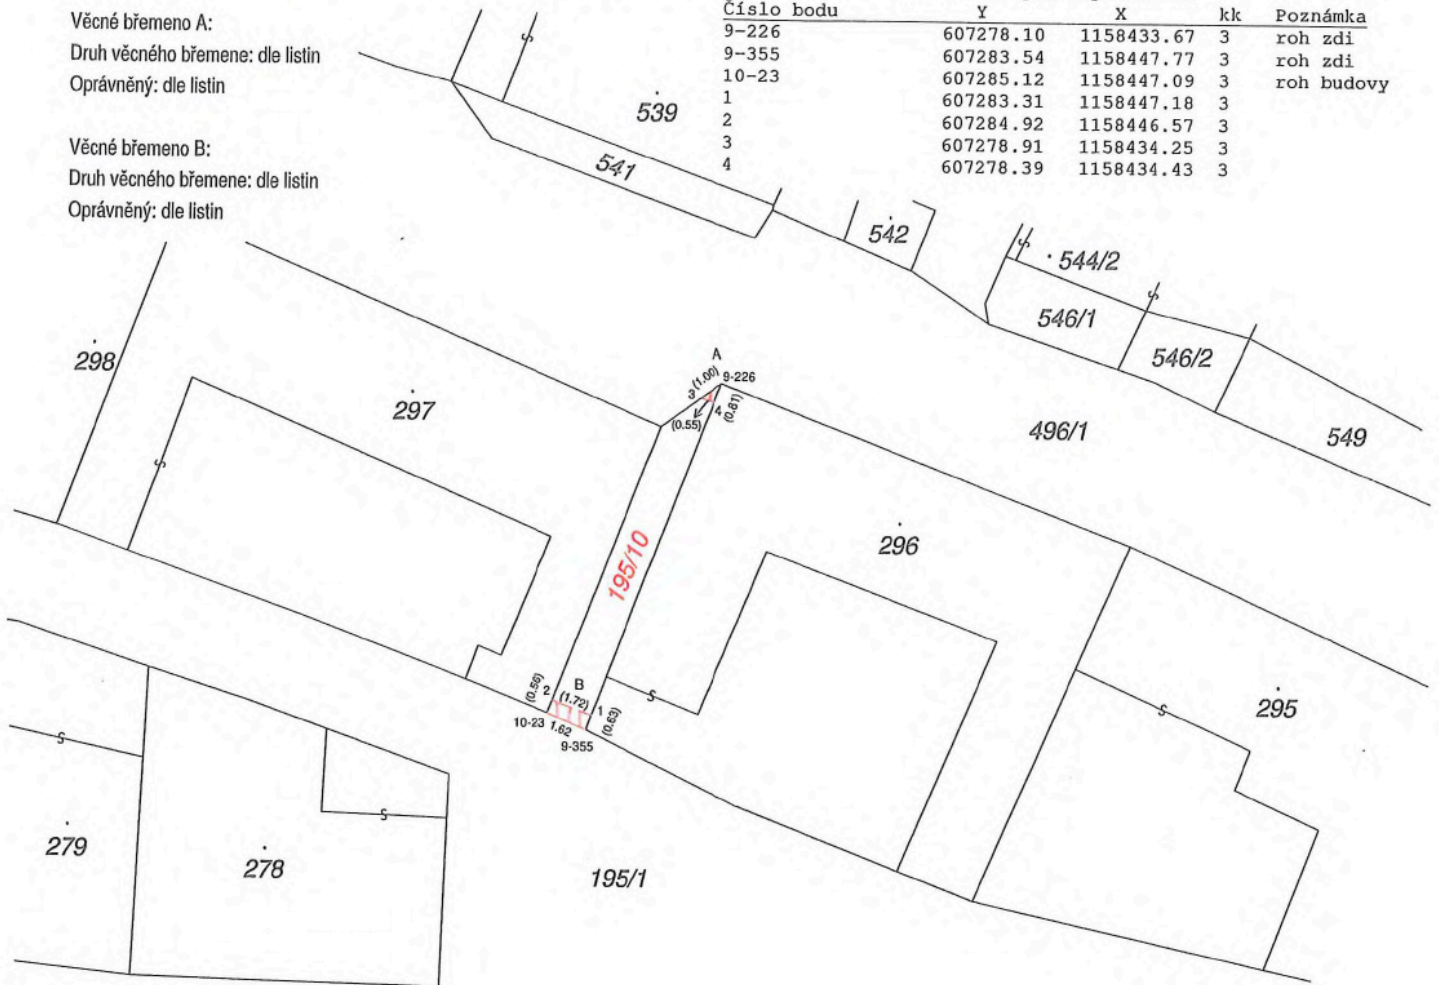 Věcné břemeno A:
Druh věcného břemene: dle listin
Oprávněný: dle listin
Věcné břemeno B:
Druh věcného břemene: dle listin
Oprávněný: dle listin
Číslo bodu Y X kk Poznámka
9-226 607278.10 1158433.67 3 roh zdi
9-355 607283.54 1158447.77 3 roh zdi
10-23 607285.12 1158447.09 3 roh budovy
1 607283.31 1158447.18 3
2 607284.92 1158446.57 3
3 607278.91 1158434.25 3
4 607278.39 1158434.43 3
539
541
542
544/2
546/1
546/2
298
297
A
(1.00)
9-226
3
4
(0.81)
(0.55)
496/1
549
195/10
296
295
(0.56)
2
B
(1.72)
1
(0.63)
10-23
1.62
9-355
279
278
195/1